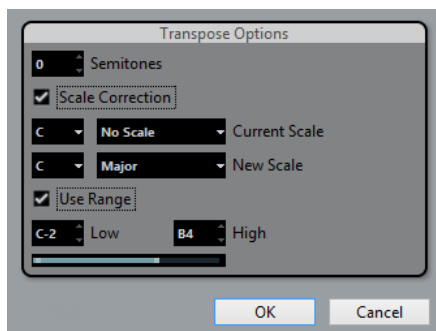 Transpose Options
0 Semitones
Scale Correction
C No Scale Current Scale
C Major New Scale
Use Range
C-2 Low B4 High
OK Cancel